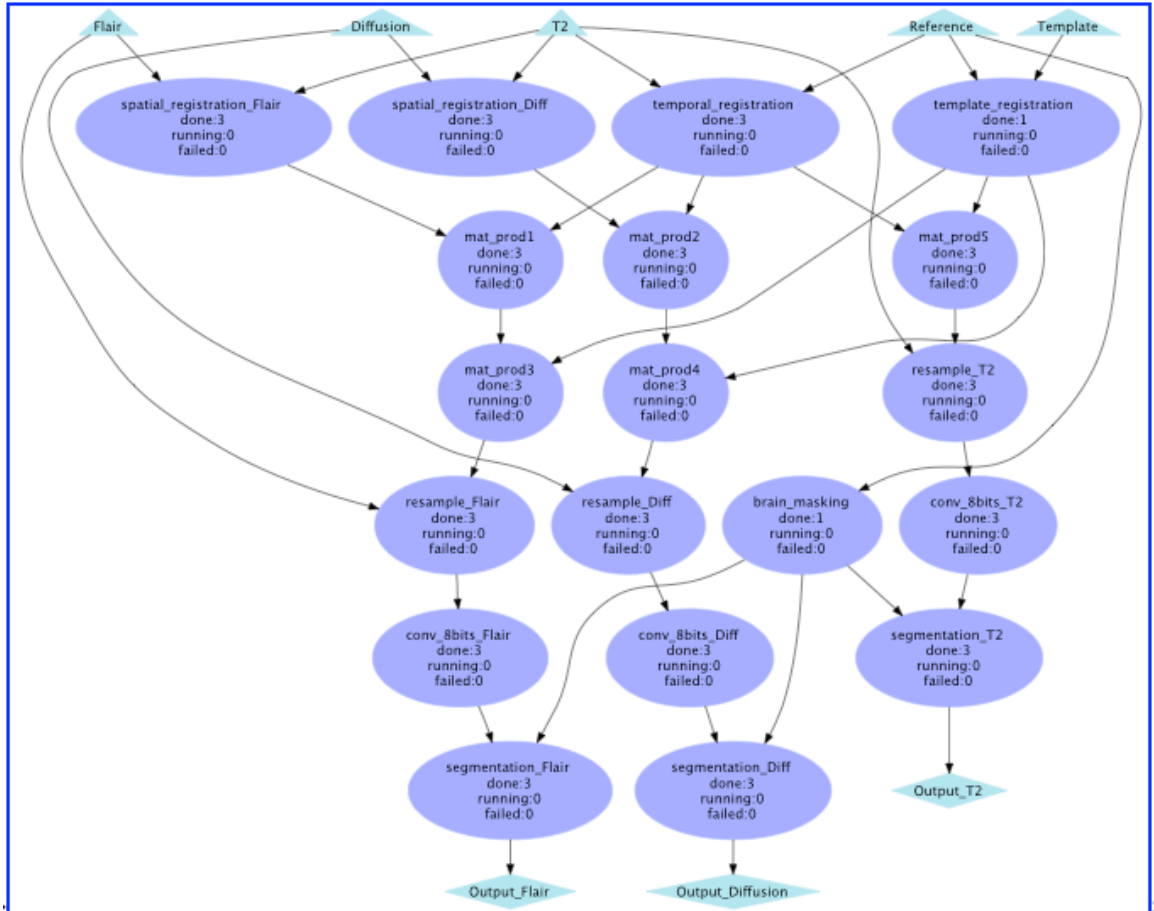 Flair
Diffusion
T2
Reference
Template
spatial_registration_Flair
done:3
running:0
failed:0
spatial_registration_Diff
done:3
running:0
failed:0
temporal_registration
done:3
running:0
failed:0
template_registration
done:1
running:0
failed:0
mat_prod1
done:3
running:0
failed:0
mat_prod2
done:3
running:0
failed:0
mat_prod5
done:3
running:0
failed:0
mat_prod3
done:3
running:0
failed:0
mat_prod4
done:3
running:0
failed:0
resample_T2
done:3
running:0
failed:0
resample_Flair
done:3
running:0
failed:0
resample_Diff
done:3
running:0
failed:0
brain_masking
done:1
running:0
failed:0
conv_8bits_T2
done:3
running:0
failed:0
conv_8bits_Flair
done:3
running:0
failed:0
conv_8bits_Diff
done:3
running:0
failed:0
segmentation_T2
done:3
running:0
failed:0
segmentation_Flair
done:3
running:0
failed:0
segmentation_Diff
done:3
running:0
failed:0
Output_T2
Output_Flair
Output_Diffusion